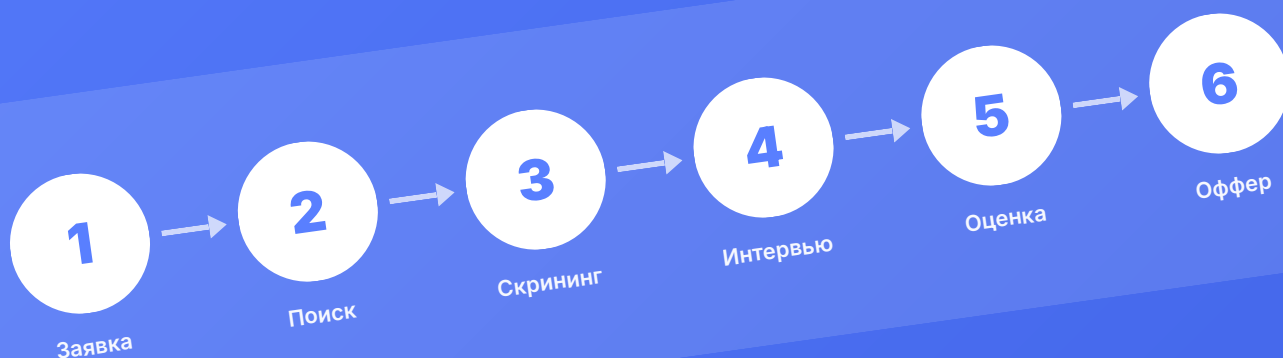 1
Заявка
2
Поиск
3
Скрининг
4
Интервью
5
Оценка
6
Оффер